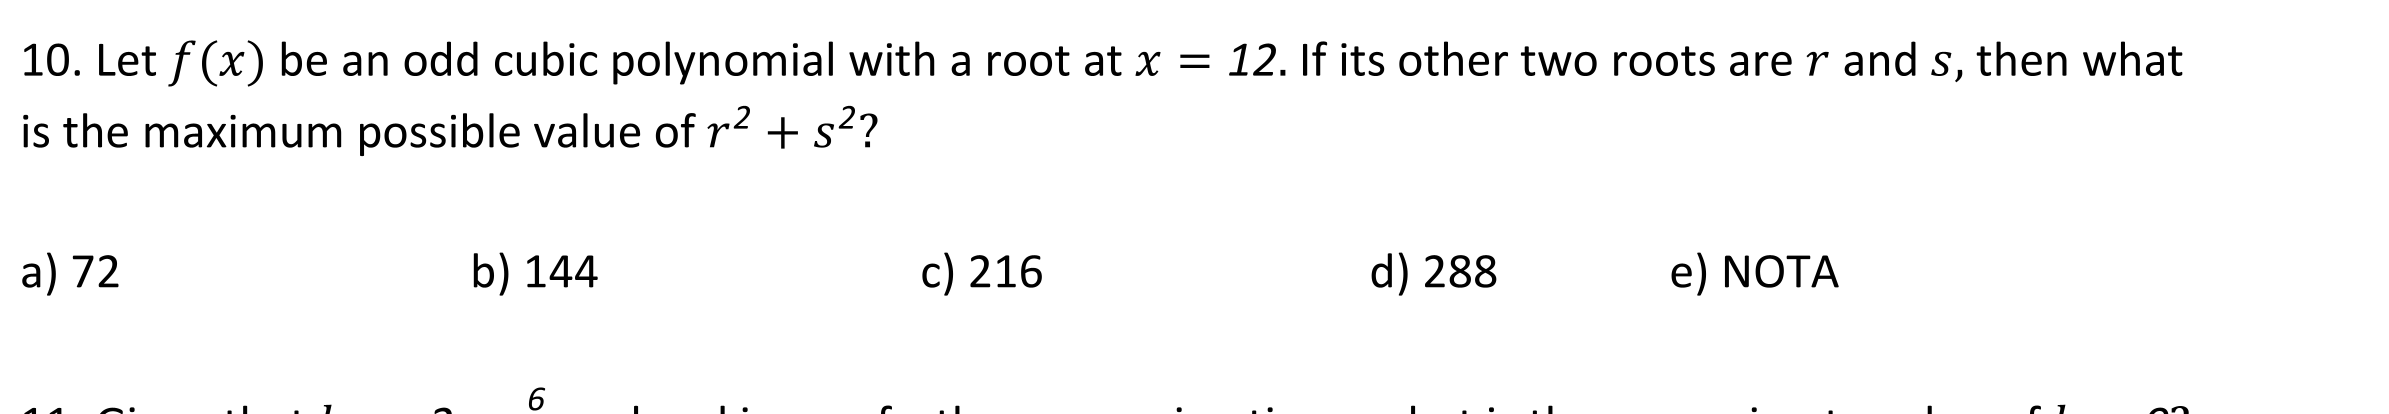 10. Let f(x) be an odd cubic polynomial with a root at x = 12. If its other two roots are r and s, then what
is the maximum possible value of r² + s²?
a) 72 b) 144 c) 216 d) 288 e) NOTA
6